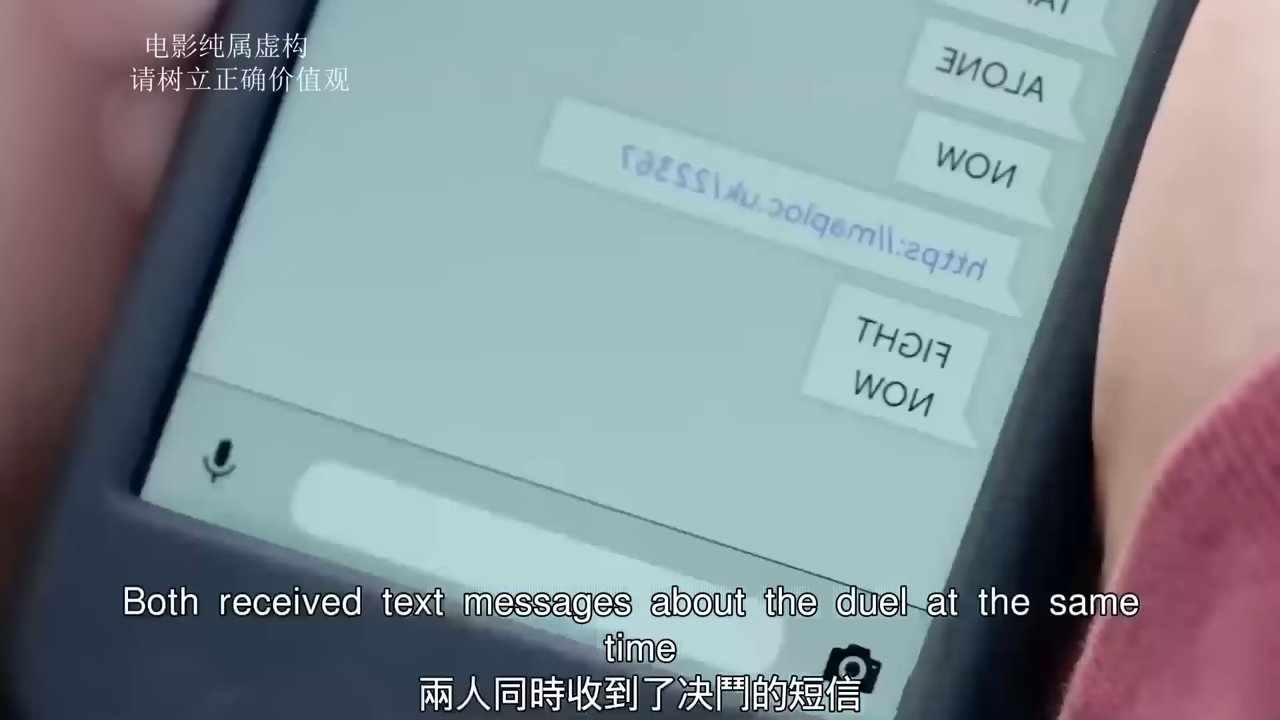 电影纯属虚构
请树立正确价值观
ALONE
NOW
https://maploc.uk/22367
FIGHT
NOW
Both received text messages about the duel at the same
time
兩人同時收到了决鬥的短信